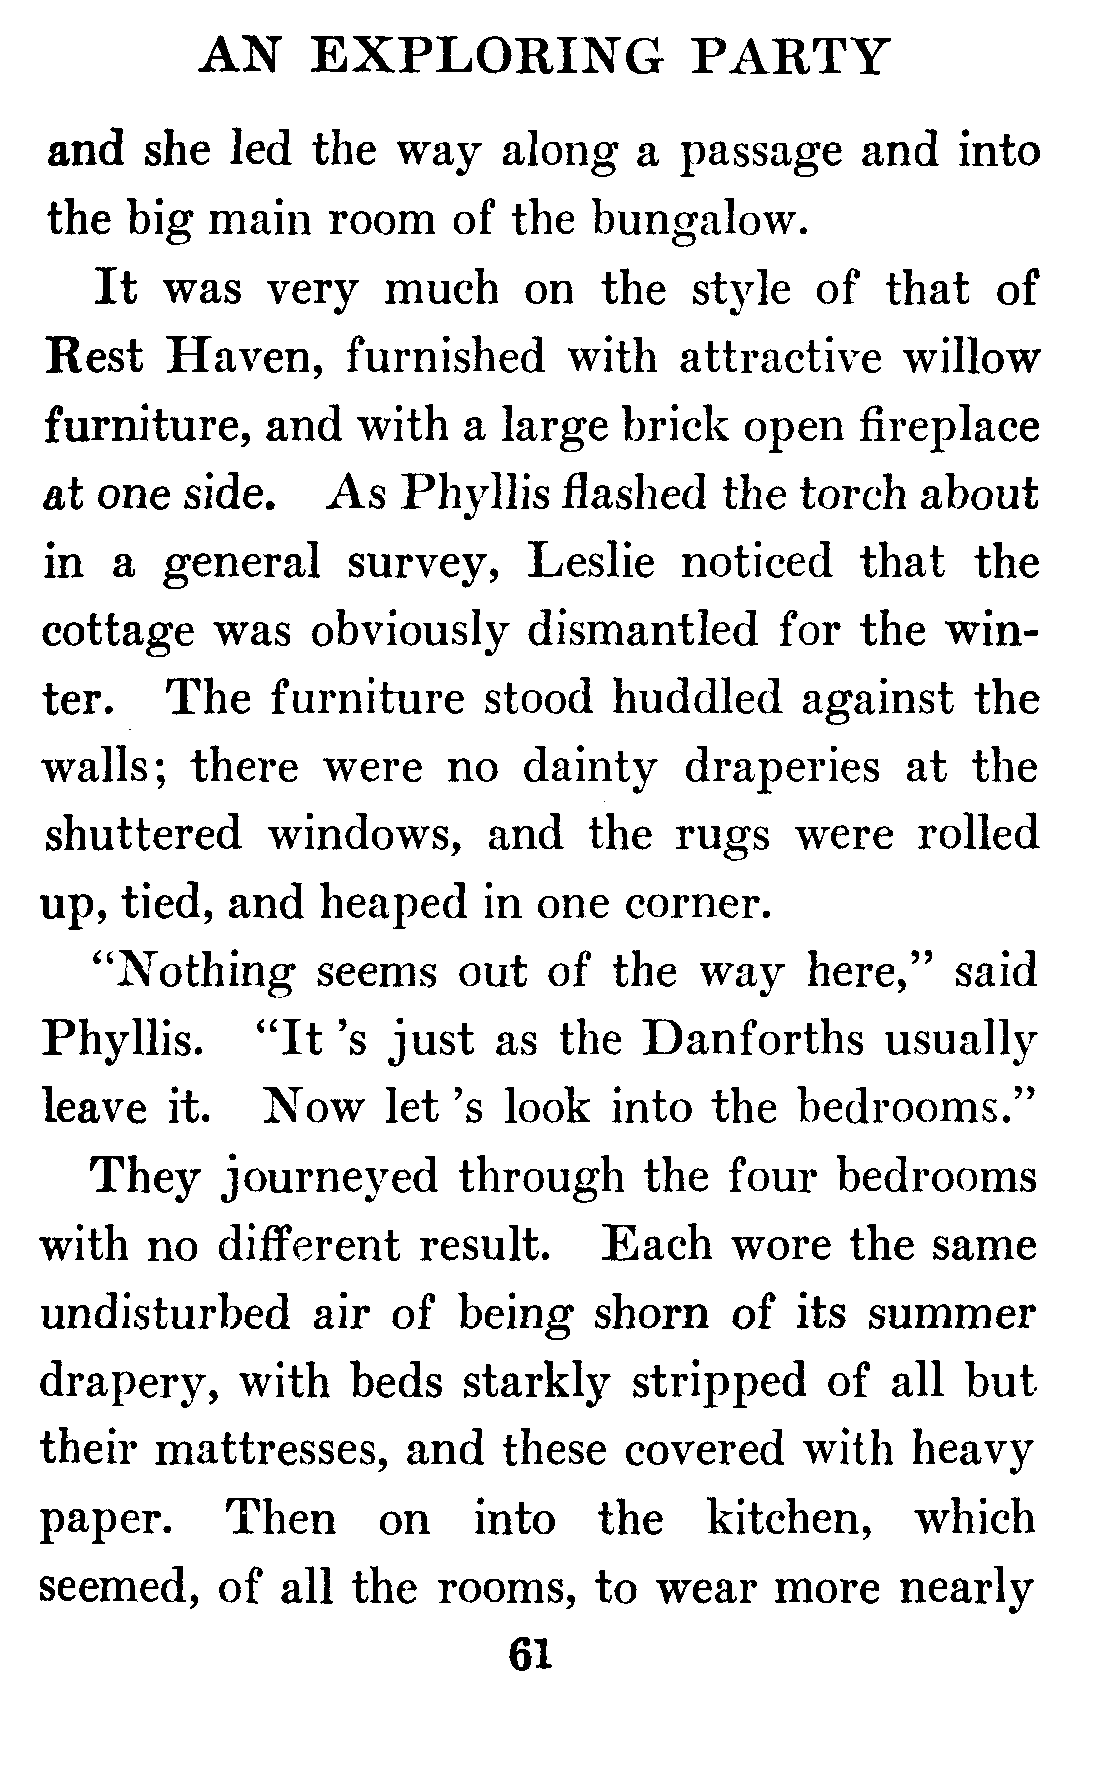 AN EXPLORING PARTY
and she led the way along a passage and into
the big main room of the bungalow.
It was very much on the style of that of
Rest Haven, furnished with attractive willow
furniture, and with a large brick open fireplace
at one side. As Phyllis flashed the torch about
in a general survey, Leslie noticed that the
cottage was obviously dismantled for the win-
ter. The furniture stood huddled against the
walls; there were no dainty draperies at the
shuttered windows, and the rugs were rolled
up, tied, and heaped in one corner.
“Nothing seems out of the way here,” said
Phyllis. “It ’s just as the Danforths usually
leave it. Now let ’s look into the bedrooms.”
They journeyed through the four bedrooms
with no different result. Each wore the same
undisturbed air of being shorn of its summer
drapery, with beds starkly stripped of all but
their mattresses, and these covered with heavy
paper. Then on into the kitchen, which
seemed, of all the rooms, to wear more nearly
61